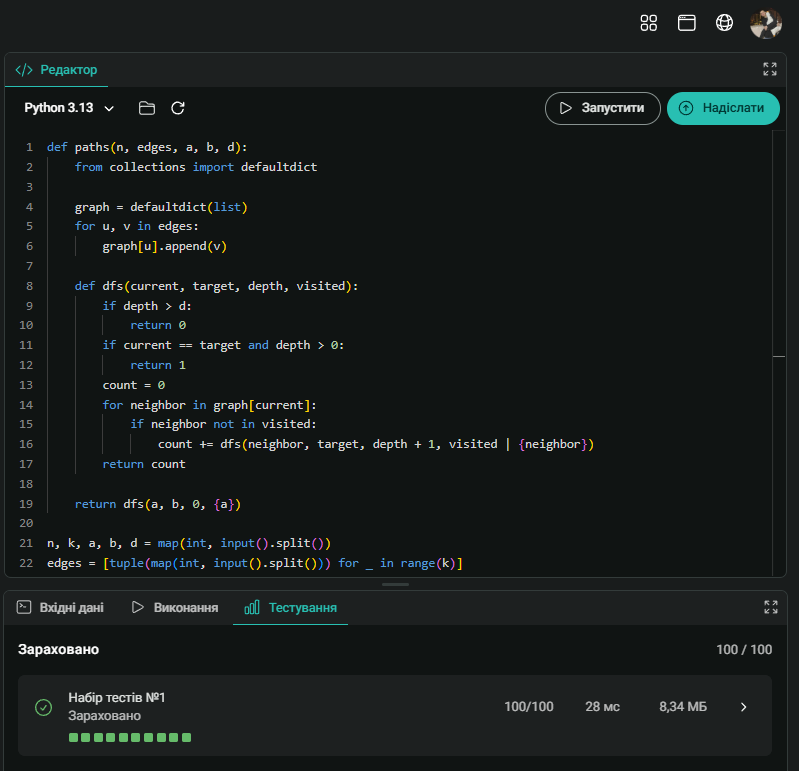 </> Редактор
Python 3.13
Запустити
Надіслати
1 def paths(n, edges, a, b, d):
2     from collections import defaultdict
3
4     graph = defaultdict(list)
5     for u, v in edges:
6         graph[u].append(v)
7
8     def dfs(current, target, depth, visited):
9         if depth > d:
10             return 0
11         if current == target and depth > 0:
12             return 1
13         count = 0
14         for neighbor in graph[current]:
15             if neighbor not in visited:
16                 count += dfs(neighbor, target, depth + 1, visited | {neighbor})
17         return count
18
19     return dfs(a, b, 0, {a})
20
21 n, k, a, b, d = map(int, input().split())
22 edges = [tuple(map(int, input().split())) for _ in range(k)]
Вхідні дані
Виконання
Тестування
Зараховано 100 / 100
Набір тестів №1
Зараховано
100/100 28 мс 8,34 МБ